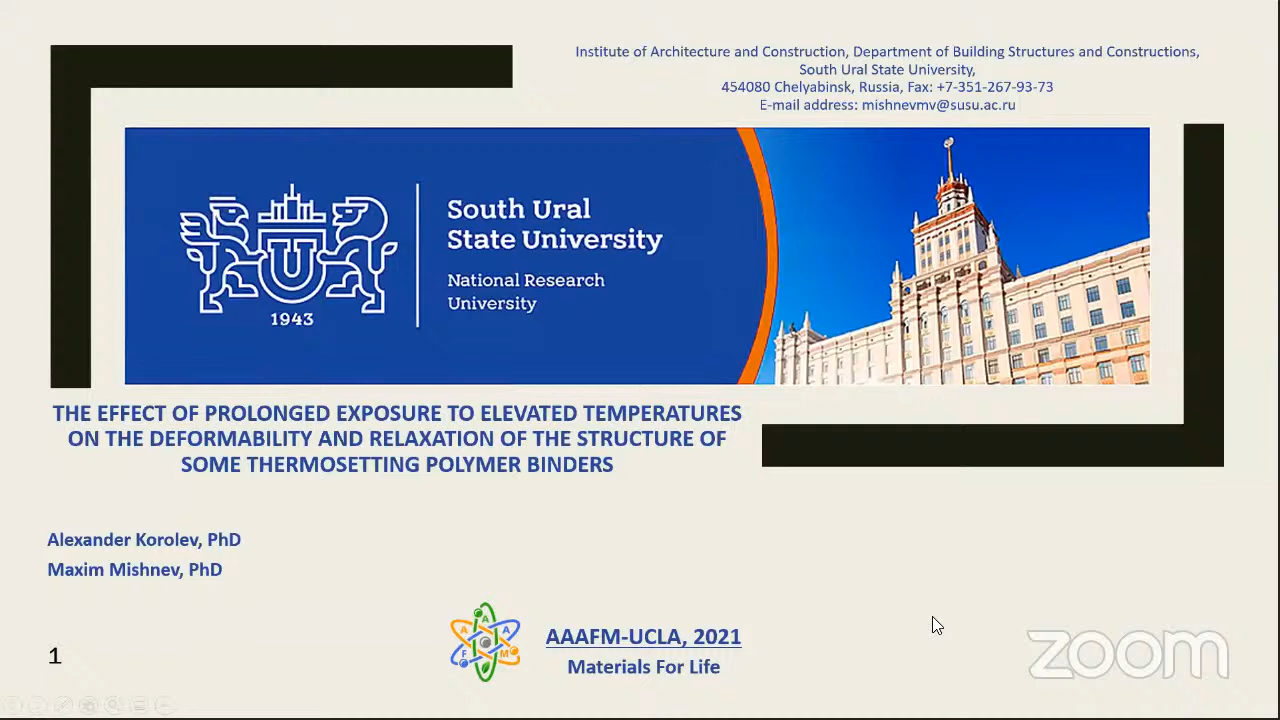 Institute of Architecture and Construction, Department of Building Structures and Constructions,
South Ural State University,
454080 Chelyabinsk, Russia, Fax: +7-351-267-93-73
E-mail address: mishnevmv@susu.ac.ru
South Ural
State University
National Research
University
1943
THE EFFECT OF PROLONGED EXPOSURE TO ELEVATED TEMPERATURES
ON THE DEFORMABILITY AND RELAXATION OF THE STRUCTURE OF
SOME THERMOSETTING POLYMER BINDERS
Alexander Korolev, PhD
Maxim Mishnev, PhD
A
A
A
F
M
AAAFM-UCLA, 2021
Materials For Life
1
zoom